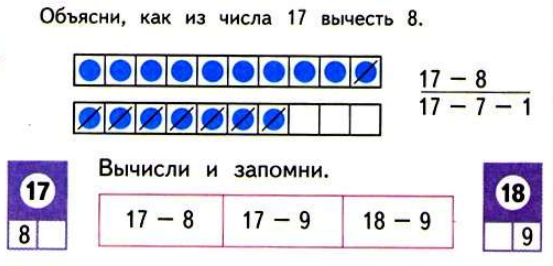 Объясни, как из числа 17 вычесть 8.
17 − 8
17 − 7 − 1
Вычисли и запомни.
17
8
17 − 8
17 − 9
18 − 9
18
9